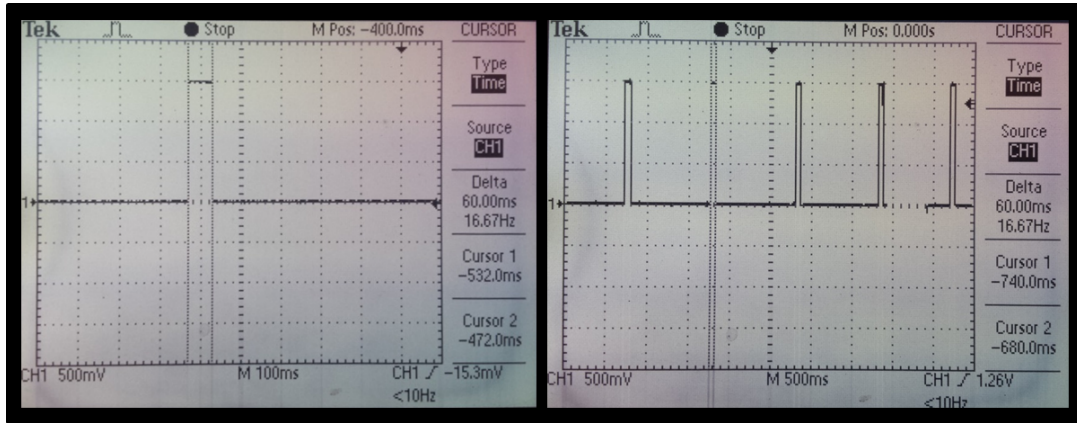 Tek Stop M Pos: -400.0ms CURSOR
Type
Time
Source
CH1
Delta
60.00ms
16.67Hz
Cursor 1
-532.0ms
Cursor 2
-472.0ms
1
CH1 500mV M 100ms CH1 -15.3mV
<10Hz
Tek Stop M Pos: 0.000s CURSOR
Type
Time
Source
CH1
Delta
60.00ms
16.67Hz
Cursor 1
-740.0ms
Cursor 2
-680.0ms
1
CH1 500mV M 500ms CH1 1.26V
<10Hz